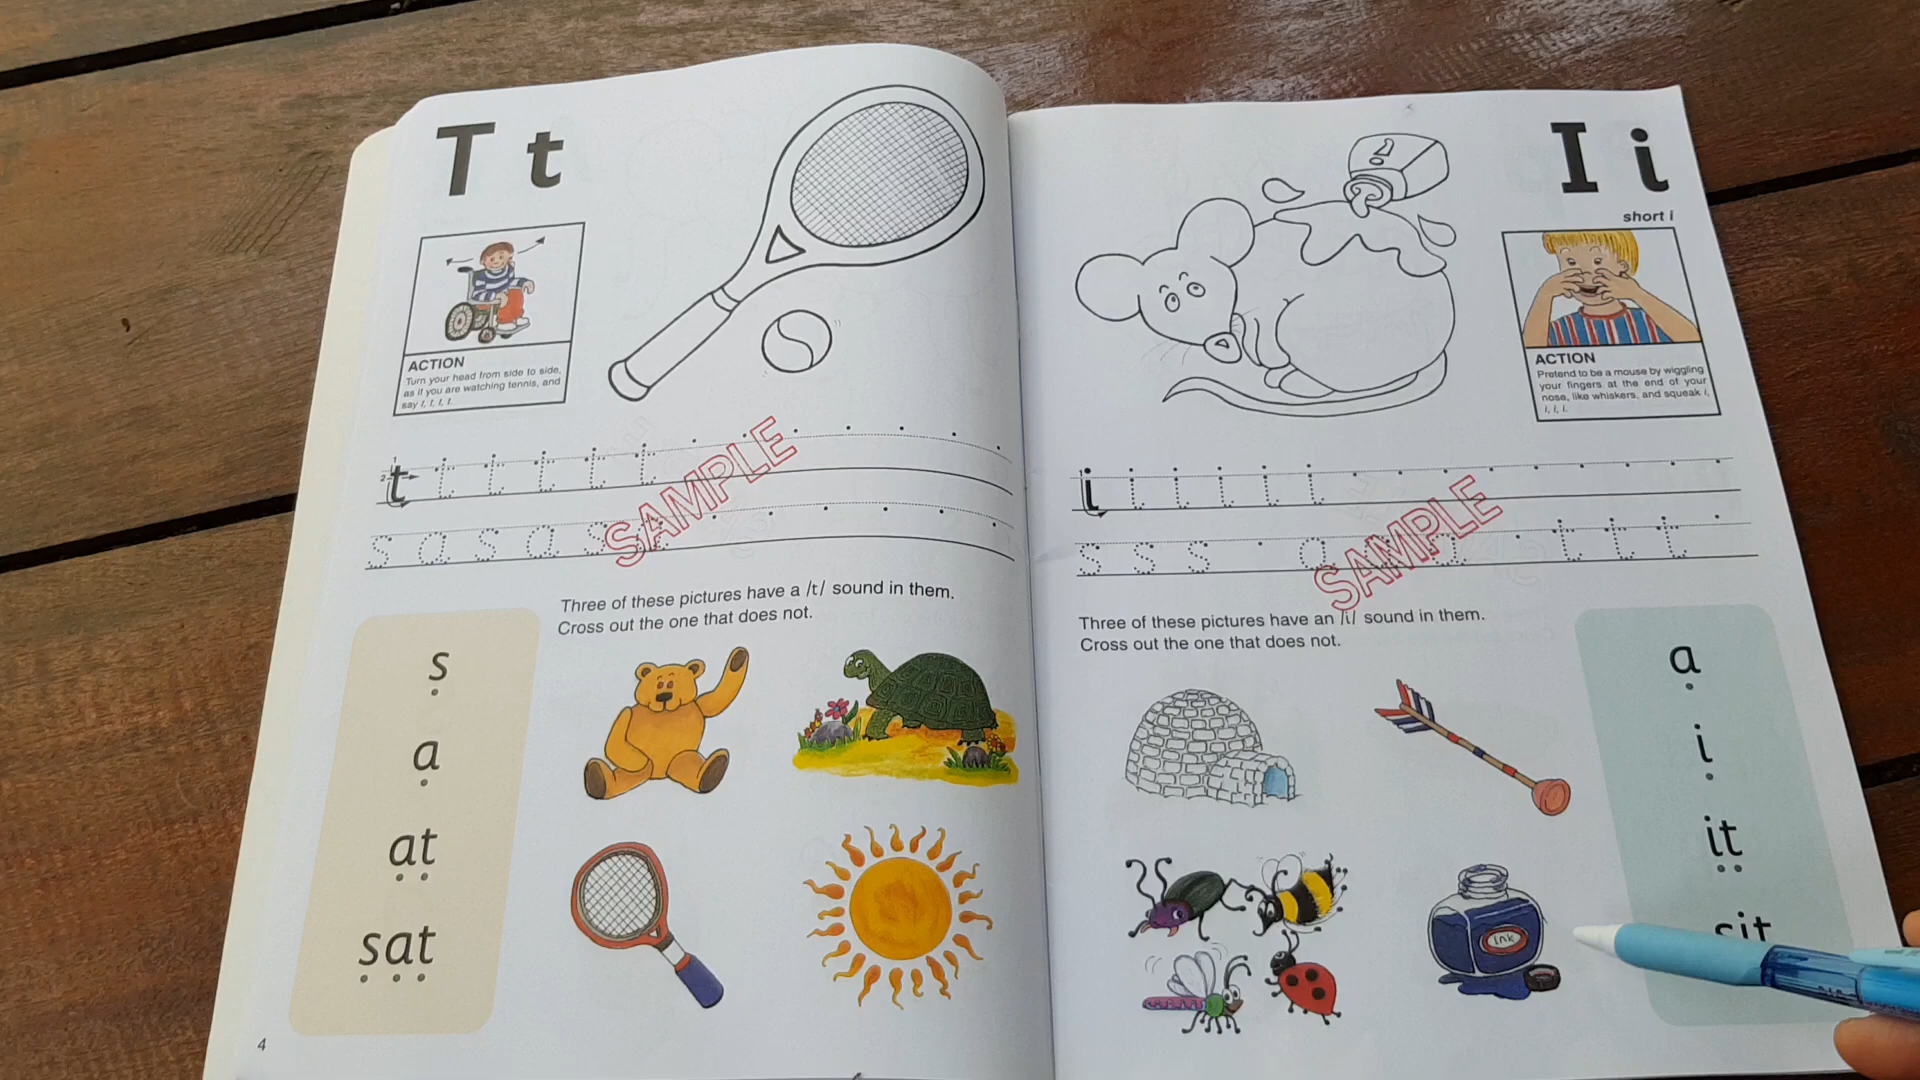 T t
ACTION
Turn your head from side to side,
as if you are watching tennis, and
say t, t, t, t.
t t t t t t
s a s a s a
SAMPLE
Three of these pictures have a /t/ sound in them.
Cross out the one that does not.
s
a
at
sat
4
I i
short i
ACTION
Pretend to be a mouse by wiggling
your fingers at the end of your
nose, like whiskers, and squeak i,
i, i, i.
i
i i i i i i
s s s a a a t t t
SAMPLE
Three of these pictures have an /i/ sound in them.
Cross out the one that does not.
Ink
a
i
it
sit